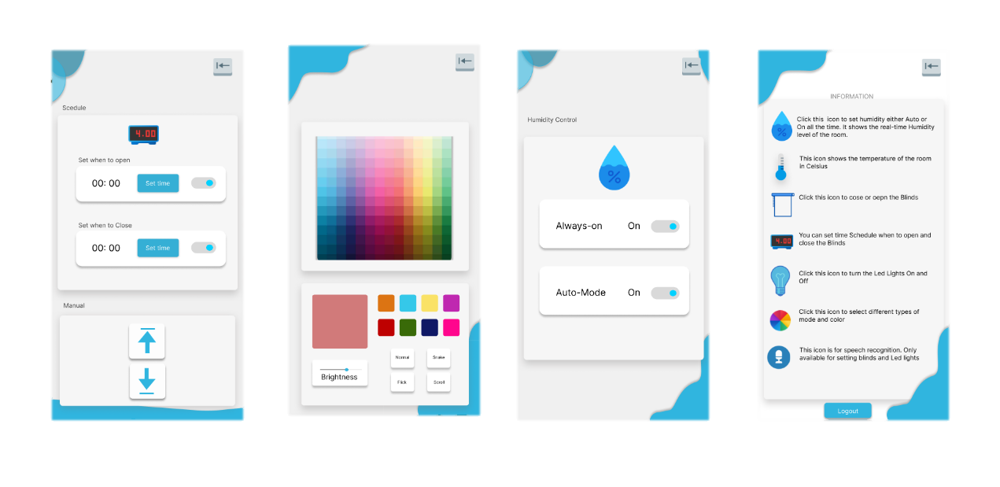 Scedule
4.00
Set when to open
00: 00
Set time
Set when to Close
00: 00
Set time
Manual
Brightness
Normal
Snake
Flick
Scroll
Humidity Control
%
Always-on
On
Auto-Mode
On
INFORMATION
%
Click this icon to set humidity either Auto or
On all the time. It shows the real-time Humidity
level of the room.
This icon shows the temperature of the room
in Celsius
Click this icon to cose or oepn the Blinds
4.00
You can set time Schedule when to open and
close the Blinds
Click this icon to turn the Led Lights On and
Off
Click this icon to select different types of
mode and color
This icon is for speech recognition. Only
available for setting blinds and Led lights
Logout